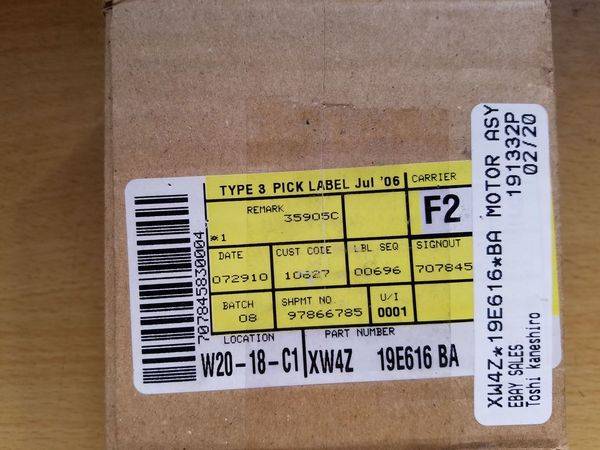 TYPE 3 PICK LABEL Jul '06
CARRIER
REMARK
35905C
F2
*1
DATE
CUST CODE
LBL SEQ
SIGNOUT
072910
10627
00696
707845
BATCH
SHPMT NO
U/I
08
97866785
0001
LOCATION
PART NUMBER
W20-18-C1
XW4Z 19E616 BA
707845830004
XW4Z*19E616*BA MOTOR ASY
191332P
EBAY SALES
02/20
Toshi kaneshiro